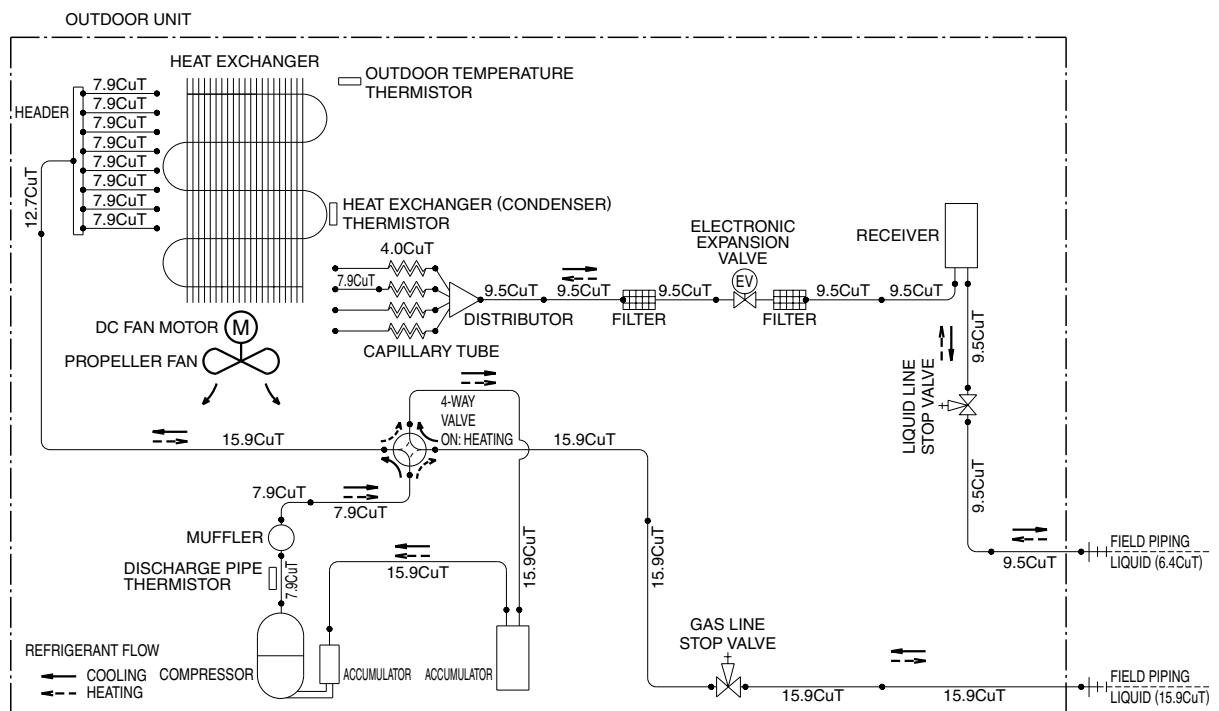 OUTDOOR UNIT
HEAT EXCHANGER
OUTDOOR TEMPERATURE
THERMISTOR
HEADER
7.9CuT
7.9CuT
7.9CuT
7.9CuT
7.9CuT
7.9CuT
7.9CuT
7.9CuT
12.7CuT
HEAT EXCHANGER (CONDENSER)
THERMISTOR
4.0CuT
7.9CuT
CAPILLARY TUBE
DISTRIBUTOR
9.5CuT
9.5CuT
FILTER
9.5CuT
ELECTRONIC
EXPANSION
VALVE
EV
FILTER
9.5CuT
9.5CuT
RECEIVER
9.5CuT
LIQUID LINE
STOP VALVE
9.5CuT
9.5CuT
FIELD PIPING
LIQUID (6.4CuT)
DC FAN MOTOR
M
PROPELLER FAN
15.9CuT
4-WAY
VALVE
ON: HEATING
15.9CuT
7.9CuT
7.9CuT
MUFFLER
DISCHARGE PIPE
THERMISTOR
7.9CuT
15.9CuT
15.9CuT
15.9CuT
GAS LINE
STOP VALVE
REFRIGERANT FLOW
COOLING
HEATING
COMPRESSOR
ACCUMULATOR
ACCUMULATOR
15.9CuT
15.9CuT
FIELD PIPING
LIQUID (15.9CuT)